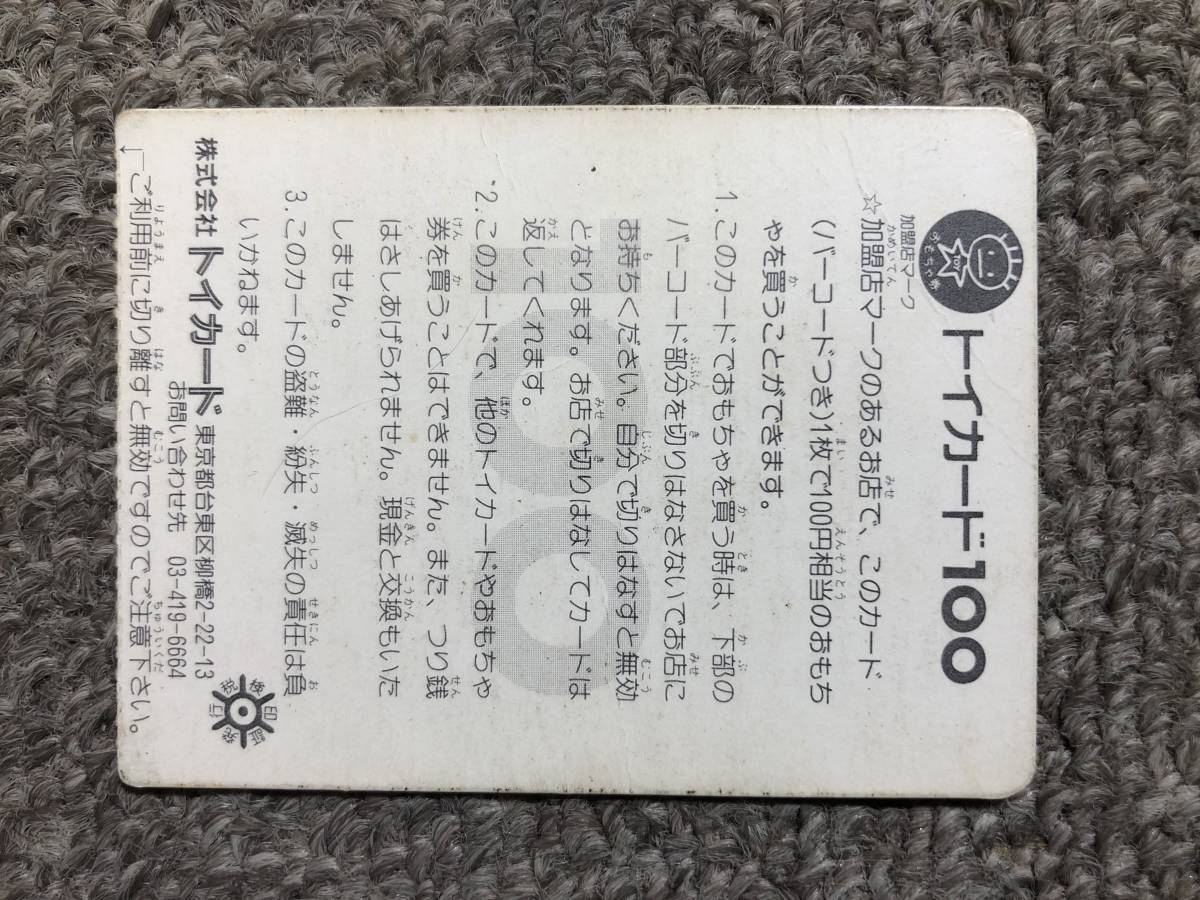 おもちゃ券
TOY
トイカード100
加盟店マーク
☆加盟店マークのあるお店で、このカード
(バーコードつき)1枚で100円相当のおもち
ゃを買うことができます。
1.このカードでおもちゃを買う時は、下部の
バーコード部分を切りはなさないでお店に
お持ちください。自分で切りはなすと無効
となります。お店で切りはなしてカードは
返してくれます。
2.このカードで、他のトイカードやおもちゃ
券を買うことはできません。また、つり銭
はさしあげられません。現金と交換もいた
しません。
3.このカードの盗難・紛失・滅失の責任は負
いかねます。
株式会社 トイカード 東京都台東区柳橋2-22-13
お問い合わせ先 03-419-6664
↓「ご利用前に切り離すと無効ですのでご注意下さい。
100